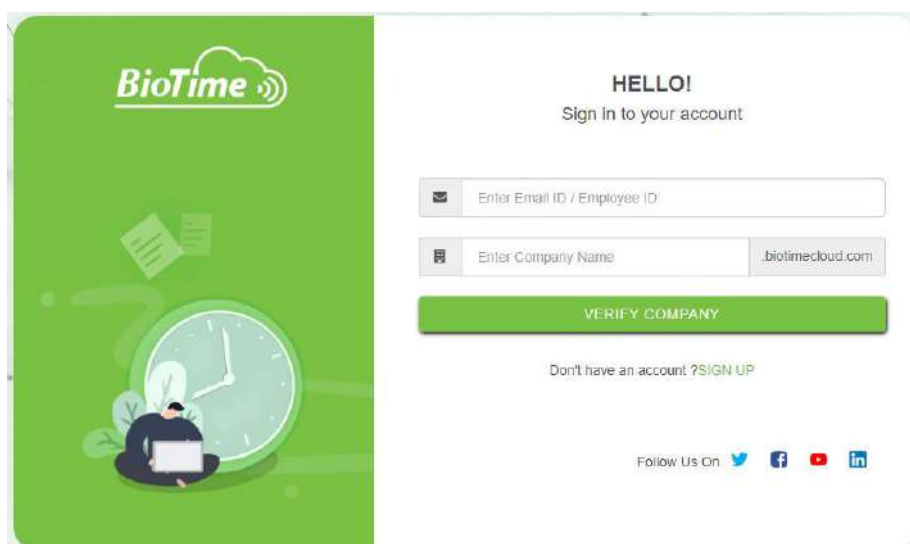 BioTime
HELLO!
Sign in to your account
Enter Email ID / Employee ID
Enter Company Name
.biotimecloud.com
VERIFY COMPANY
Don't have an account ?SIGN UP
Follow Us On